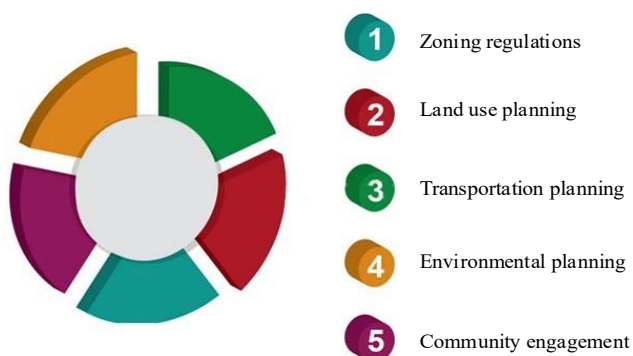 1 Zoning regulations
2 Land use planning
3 Transportation planning
4 Environmental planning
5 Community engagement